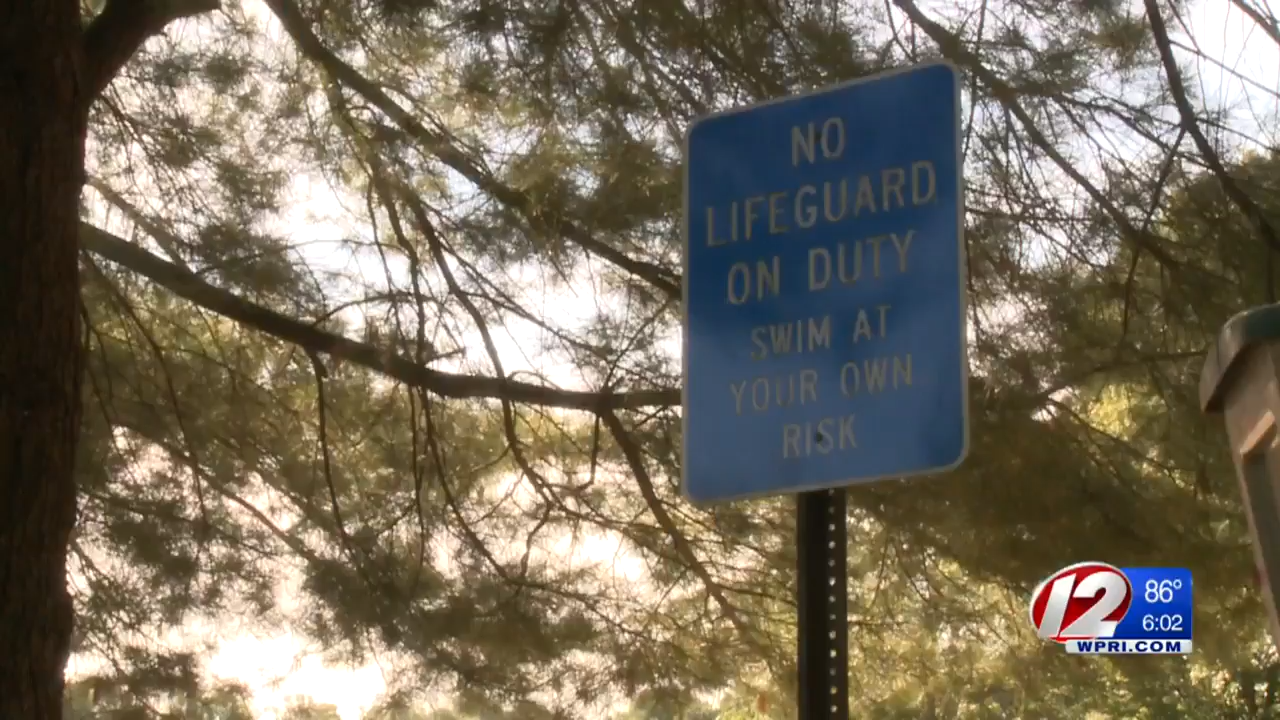 NO
LIFEGUARD
ON DUTY
SWIM AT
YOUR OWN
RISK
12
86°
6:02
WPRI.COM